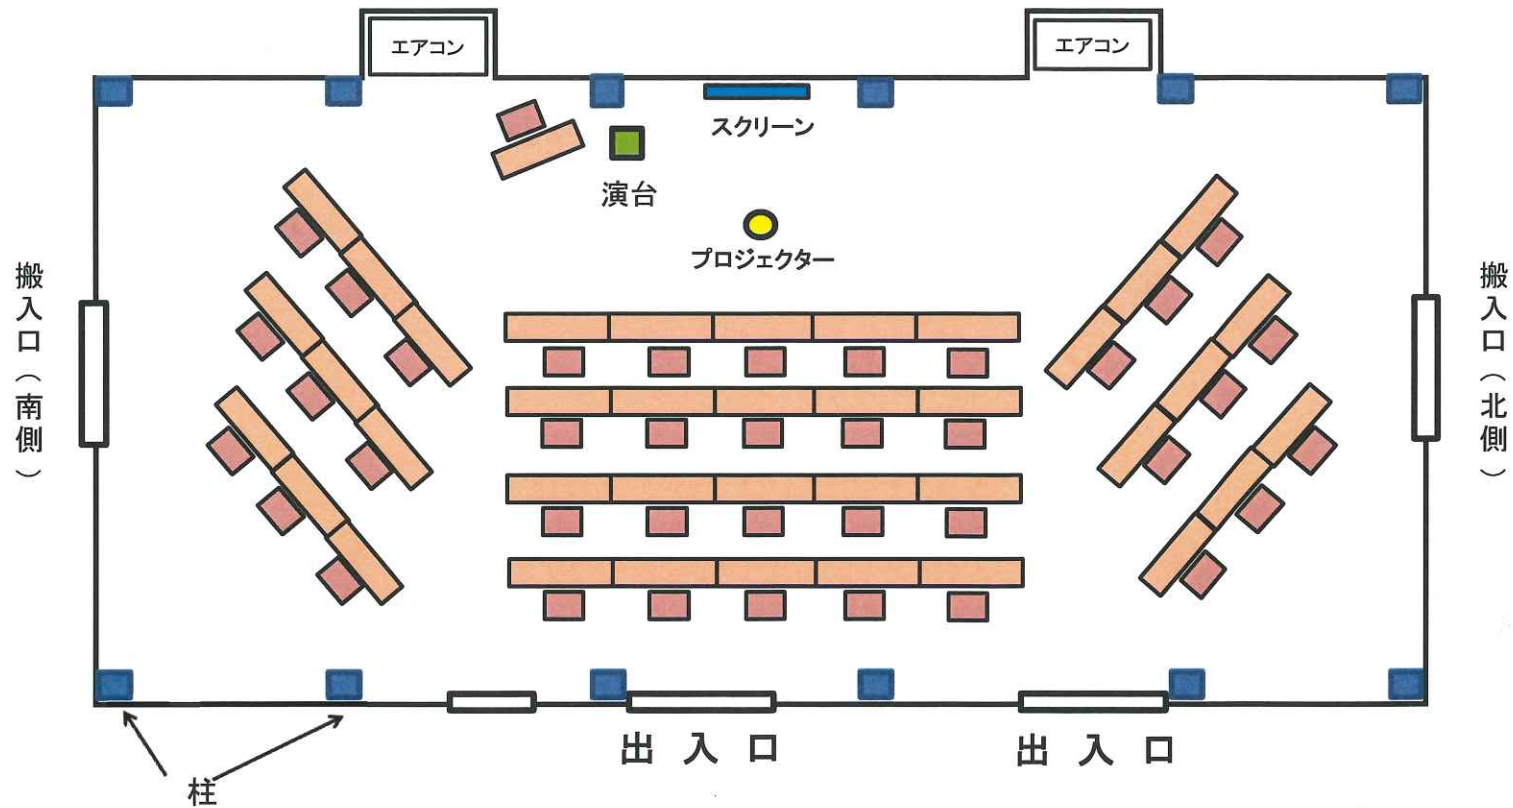 エアコン
エアコン
スクリーン
演台
プロジェクター
搬入口（南側）
搬入口（北側）
出入口
出入口
柱